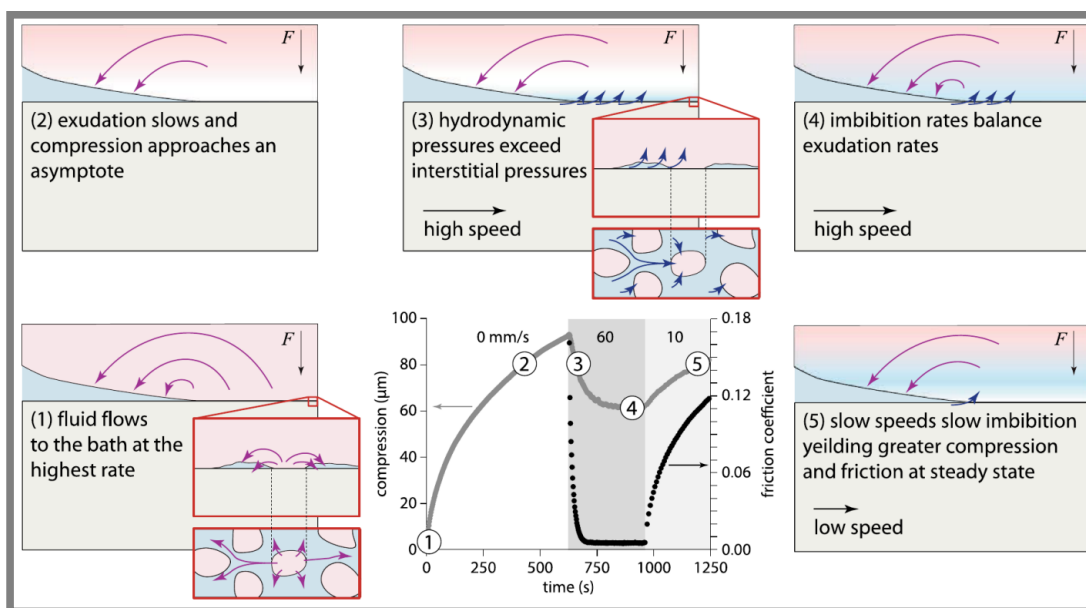 F
(2) exudation slows and
compression approaches an
asymptote
F
(3) hydrodynamic
pressures exceed
interstitial pressures
high speed
F
(4) imbibition rates balance
exudation rates
high speed
F
(1) fluid flows
to the bath at the
highest rate
100
80
60
40
20
0
compression (µm)
0 mm/s
60
10
1
2
3
4
5
0.18
0.12
0.06
0.00
friction coefficient
0
250
500
750
1000
1250
time (s)
F
(5) slow speeds slow imbibition
yeilding greater compression
and friction at steady state
low speed